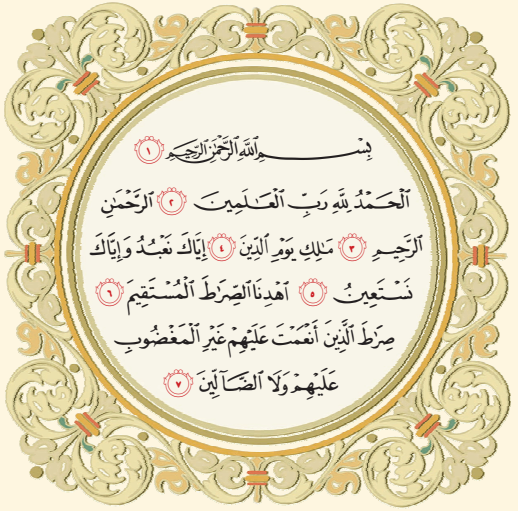 بِسْمِ ٱللَّهِ ٱلرَّحْمَٰنِ ٱلرَّحِيمِ ١
ٱلْحَمْدُ لِلَّهِ رَبِّ ٱلْعَٰلَمِينَ ٢ ٱلرَّحْمَٰنِ
ٱلرَّحِيمِ ٣ مَٰلِكِ يَوْمِ ٱلدِّينِ ٤ إِيَّاكَ نَعْبُدُ وَإِيَّاكَ
نَسْتَعِينُ ٥ ٱهْدِنَا ٱلصِّرَٰطَ ٱلْمُسْتَقِيمَ ٦
صِرَٰطَ ٱلَّذِينَ أَنْعَمْتَ عَلَيْهِمْ غَيْرِ ٱلْمَغْضُوبِ
عَلَيْهِمْ وَلَا ٱلضَّآلِّينَ ٧